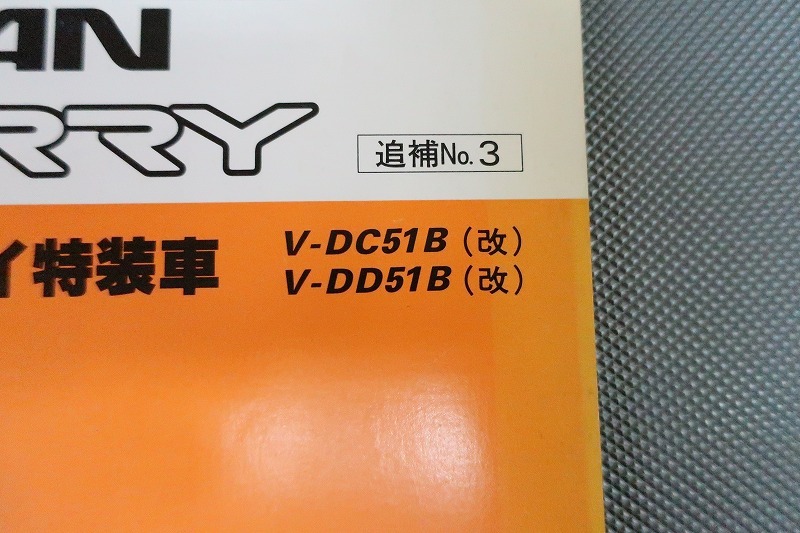 AN
RRY
追補No.3
イ特装車
V-DC51B（改）
V-DD51B（改）